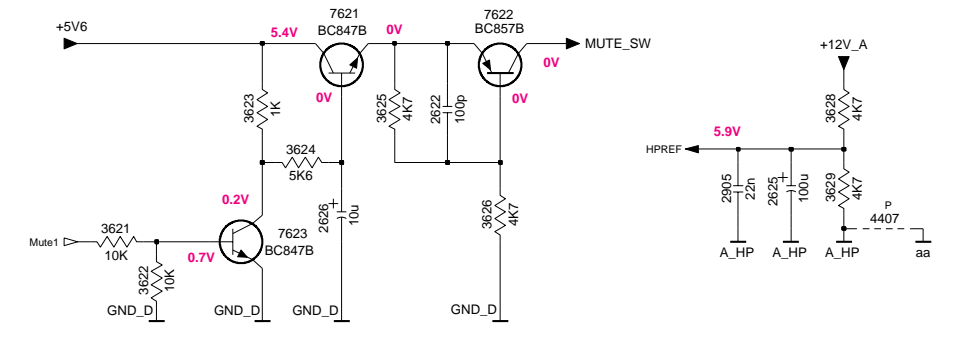 +5V6
5.4V
7621
BC847B
0V
7622
BC857B
MUTE_SW
0V
0V
0V
3623
1K
3625
4K7
2622
100p
3624
5K6
2626
+
10u
3626
4K7
0.2V
7623
BC847B
Mute1
3621
10K
0.7V
3622
10K
GND_D
GND_D
GND_D
GND_D
+12V_A
3628
4K7
5.9V
HPREF
2905
22n
2625
+
100u
3629
4K7
P
4407
A_HP
A_HP
A_HP
aa